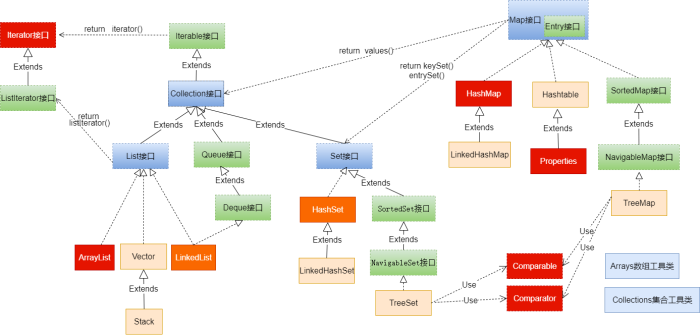 return iterator()
Map接口
Entry接口
Iterator接口
Iterable接口
return values()
Extends
Extends
return keySet()
entrySet()
ListIterator接口
Collection接口
HashMap
Hashtable
SortedMap接口
return
listiterator()
Extends
Extends
Extends
Extends
Extends
Extends
List接口
Queue接口
Set接口
LinkedHashMap
Properties
NavigableMap接口
Extends
Extends
Deque接口
HashSet
SortedSet接口
TreeMap
ArrayList
Vector
LinkedList
Extends
Extends
Use
Use
Extends
LinkedHashSet
NavigableSet接口
Comparable
Arrays数组工具类
Use
Use
Stack
TreeSet
Comparator
Collections集合工具类